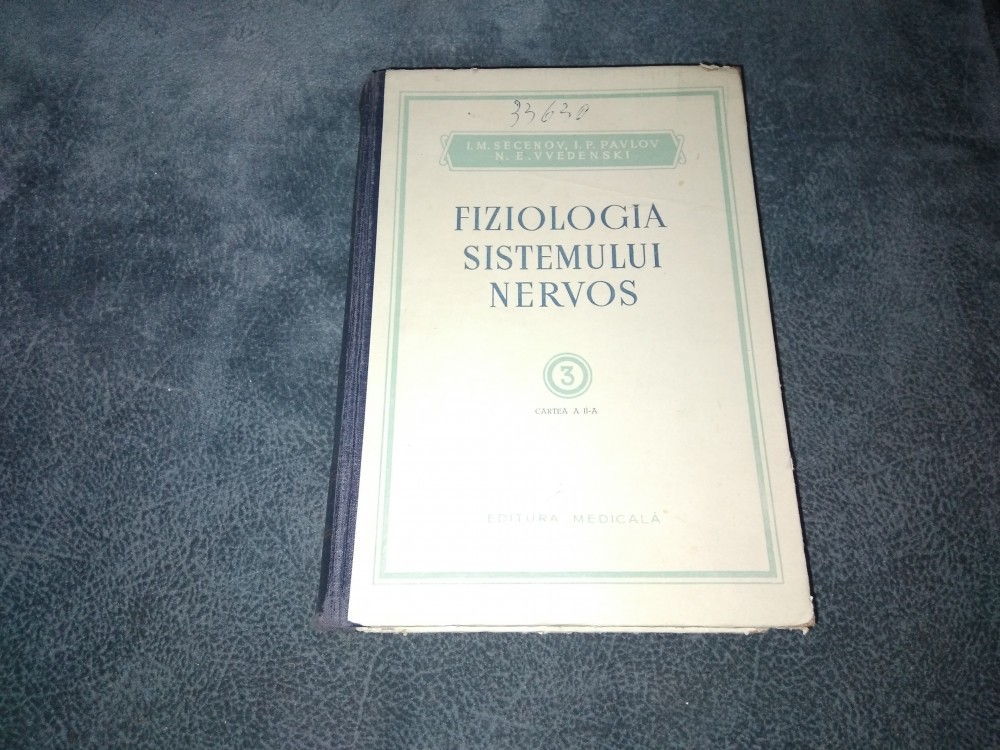 33630
I. M. SECENOV, I. P. PAVLOV
N. E. VVEDENSKI
FIZIOLOGIA
SISTEMULUI
NERVOS
3
CARTEA A II-A
EDITURA MEDICALĂ